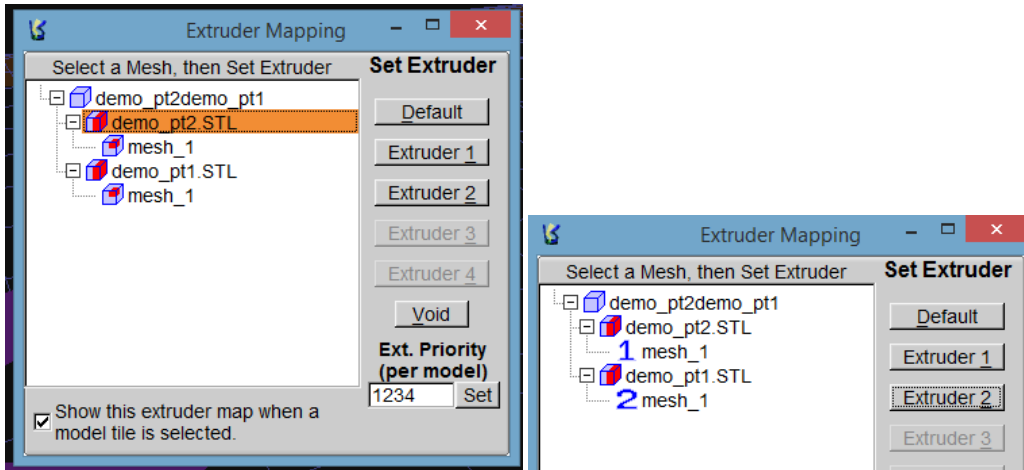 Extruder Mapping
Select a Mesh, then Set Extruder
Set Extruder
demo_pt2demo_pt1
demo_pt2.STL
mesh_1
demo_pt1.STL
mesh_1
Default
Extruder 1
Extruder 2
Extruder 3
Extruder 4
Void
Ext. Priority
(per model)
1234 Set
Show this extruder map when a
model tile is selected.
Extruder Mapping
Select a Mesh, then Set Extruder
Set Extruder
demo_pt2demo_pt1
demo_pt2.STL
1 mesh_1
demo_pt1.STL
2 mesh_1
Default
Extruder 1
Extruder 2
Extruder 3